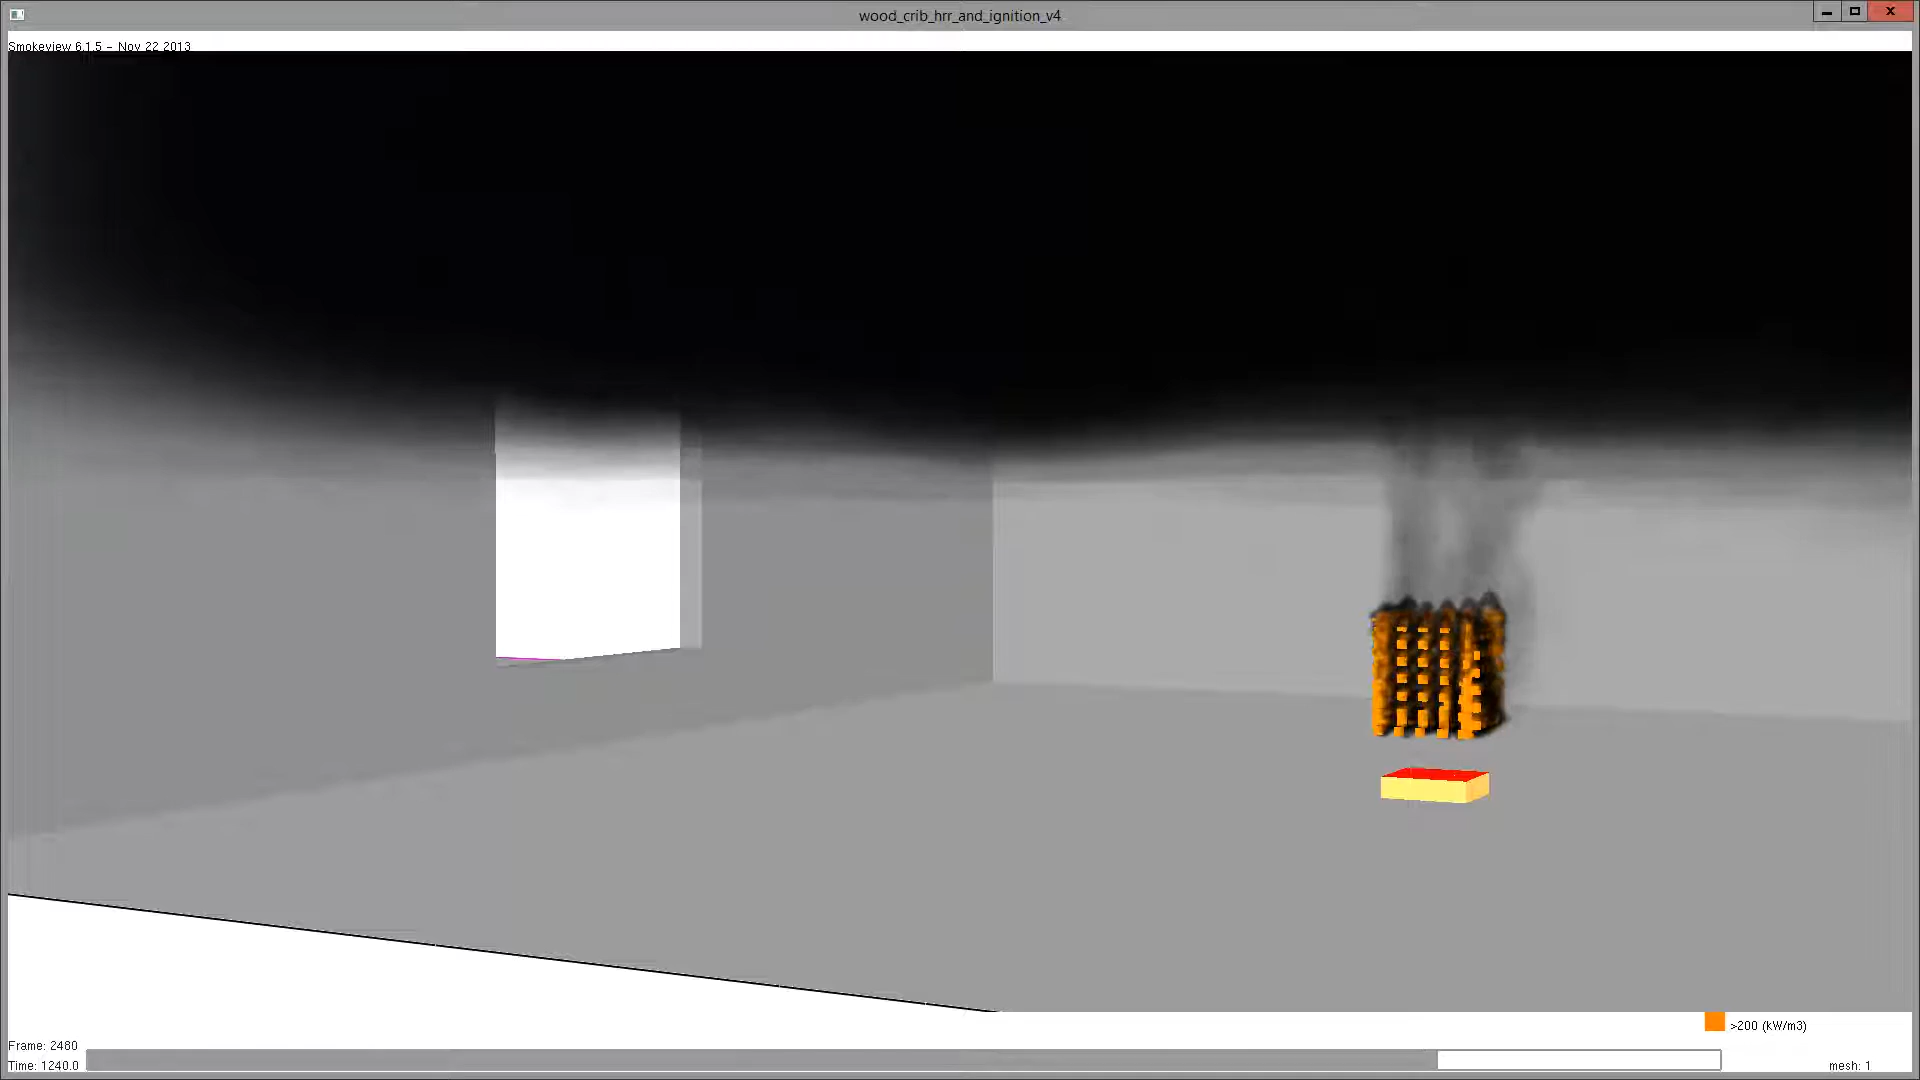 wood_crib_hrr_and_ignition_v4
Smokeview 6.1.5 - Nov 22 2013
>200 (kW/m3)
Frame: 2480
Time: 1240.0
mesh: 1